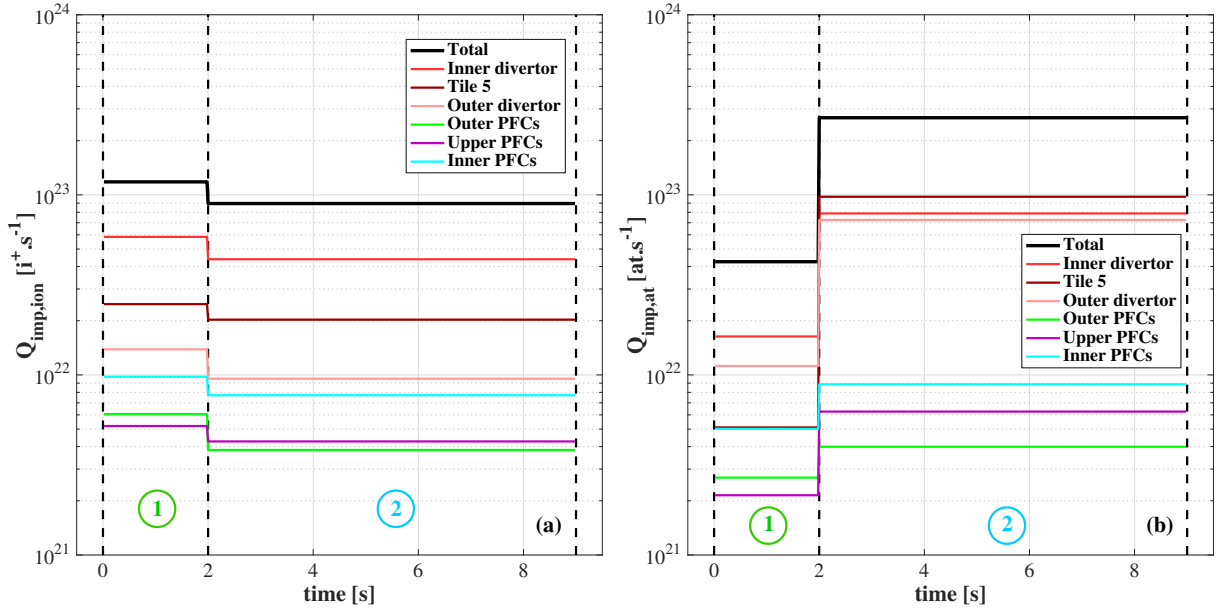 10^24
10^23
10^22
10^21
Q_imp,ion [i^+.s^-1]
Total
Inner divertor
Tile 5
Outer divertor
Outer PFCs
Upper PFCs
Inner PFCs
1
2
(a)
0 2 4 6 8
time [s]
10^24
10^23
10^22
10^21
Q_imp,at [at.s^-1]
Total
Inner divertor
Tile 5
Outer divertor
Outer PFCs
Upper PFCs
Inner PFCs
1
2
(b)
0 2 4 6 8
time [s]